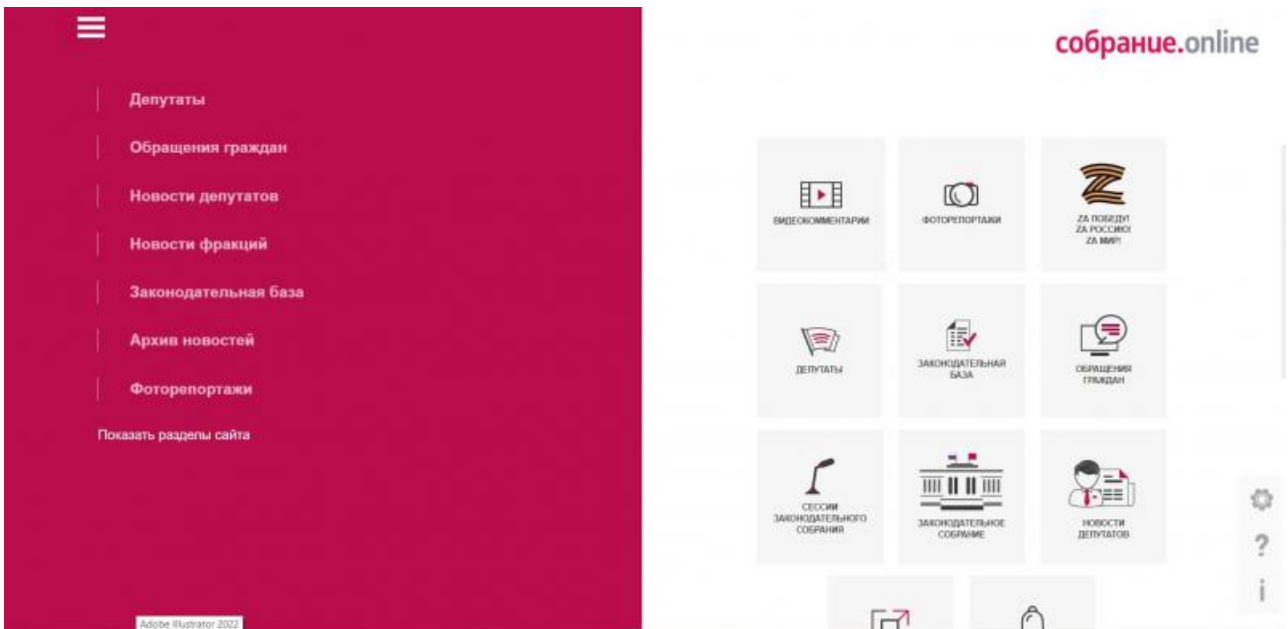 собрание.online
Депутаты
Обращения граждан
Новости депутатов
Новости фракций
Законодательная база
Архив новостей
Фоторепортажи
Показать разделы сайта
ВИДЕОКОММЕНТАРИИ
ФОТОРЕПОРТАЖИ
ZА ПОБЕДУ!
ZА РОССИЮ!
ZА МИР!
ДЕПУТАТЫ
ЗАКОНОДАТЕЛЬНАЯ
БАЗА
ОБРАЩЕНИЯ
ГРАЖДАН
СЕССИИ
ЗАКОНОДАТЕЛЬНОГО
СОБРАНИЯ
ЗАКОНОДАТЕЛЬНОЕ
СОБРАНИЕ
НОВОСТИ
ДЕПУТАТОВ
?
i
Adobe Illustrator 2022